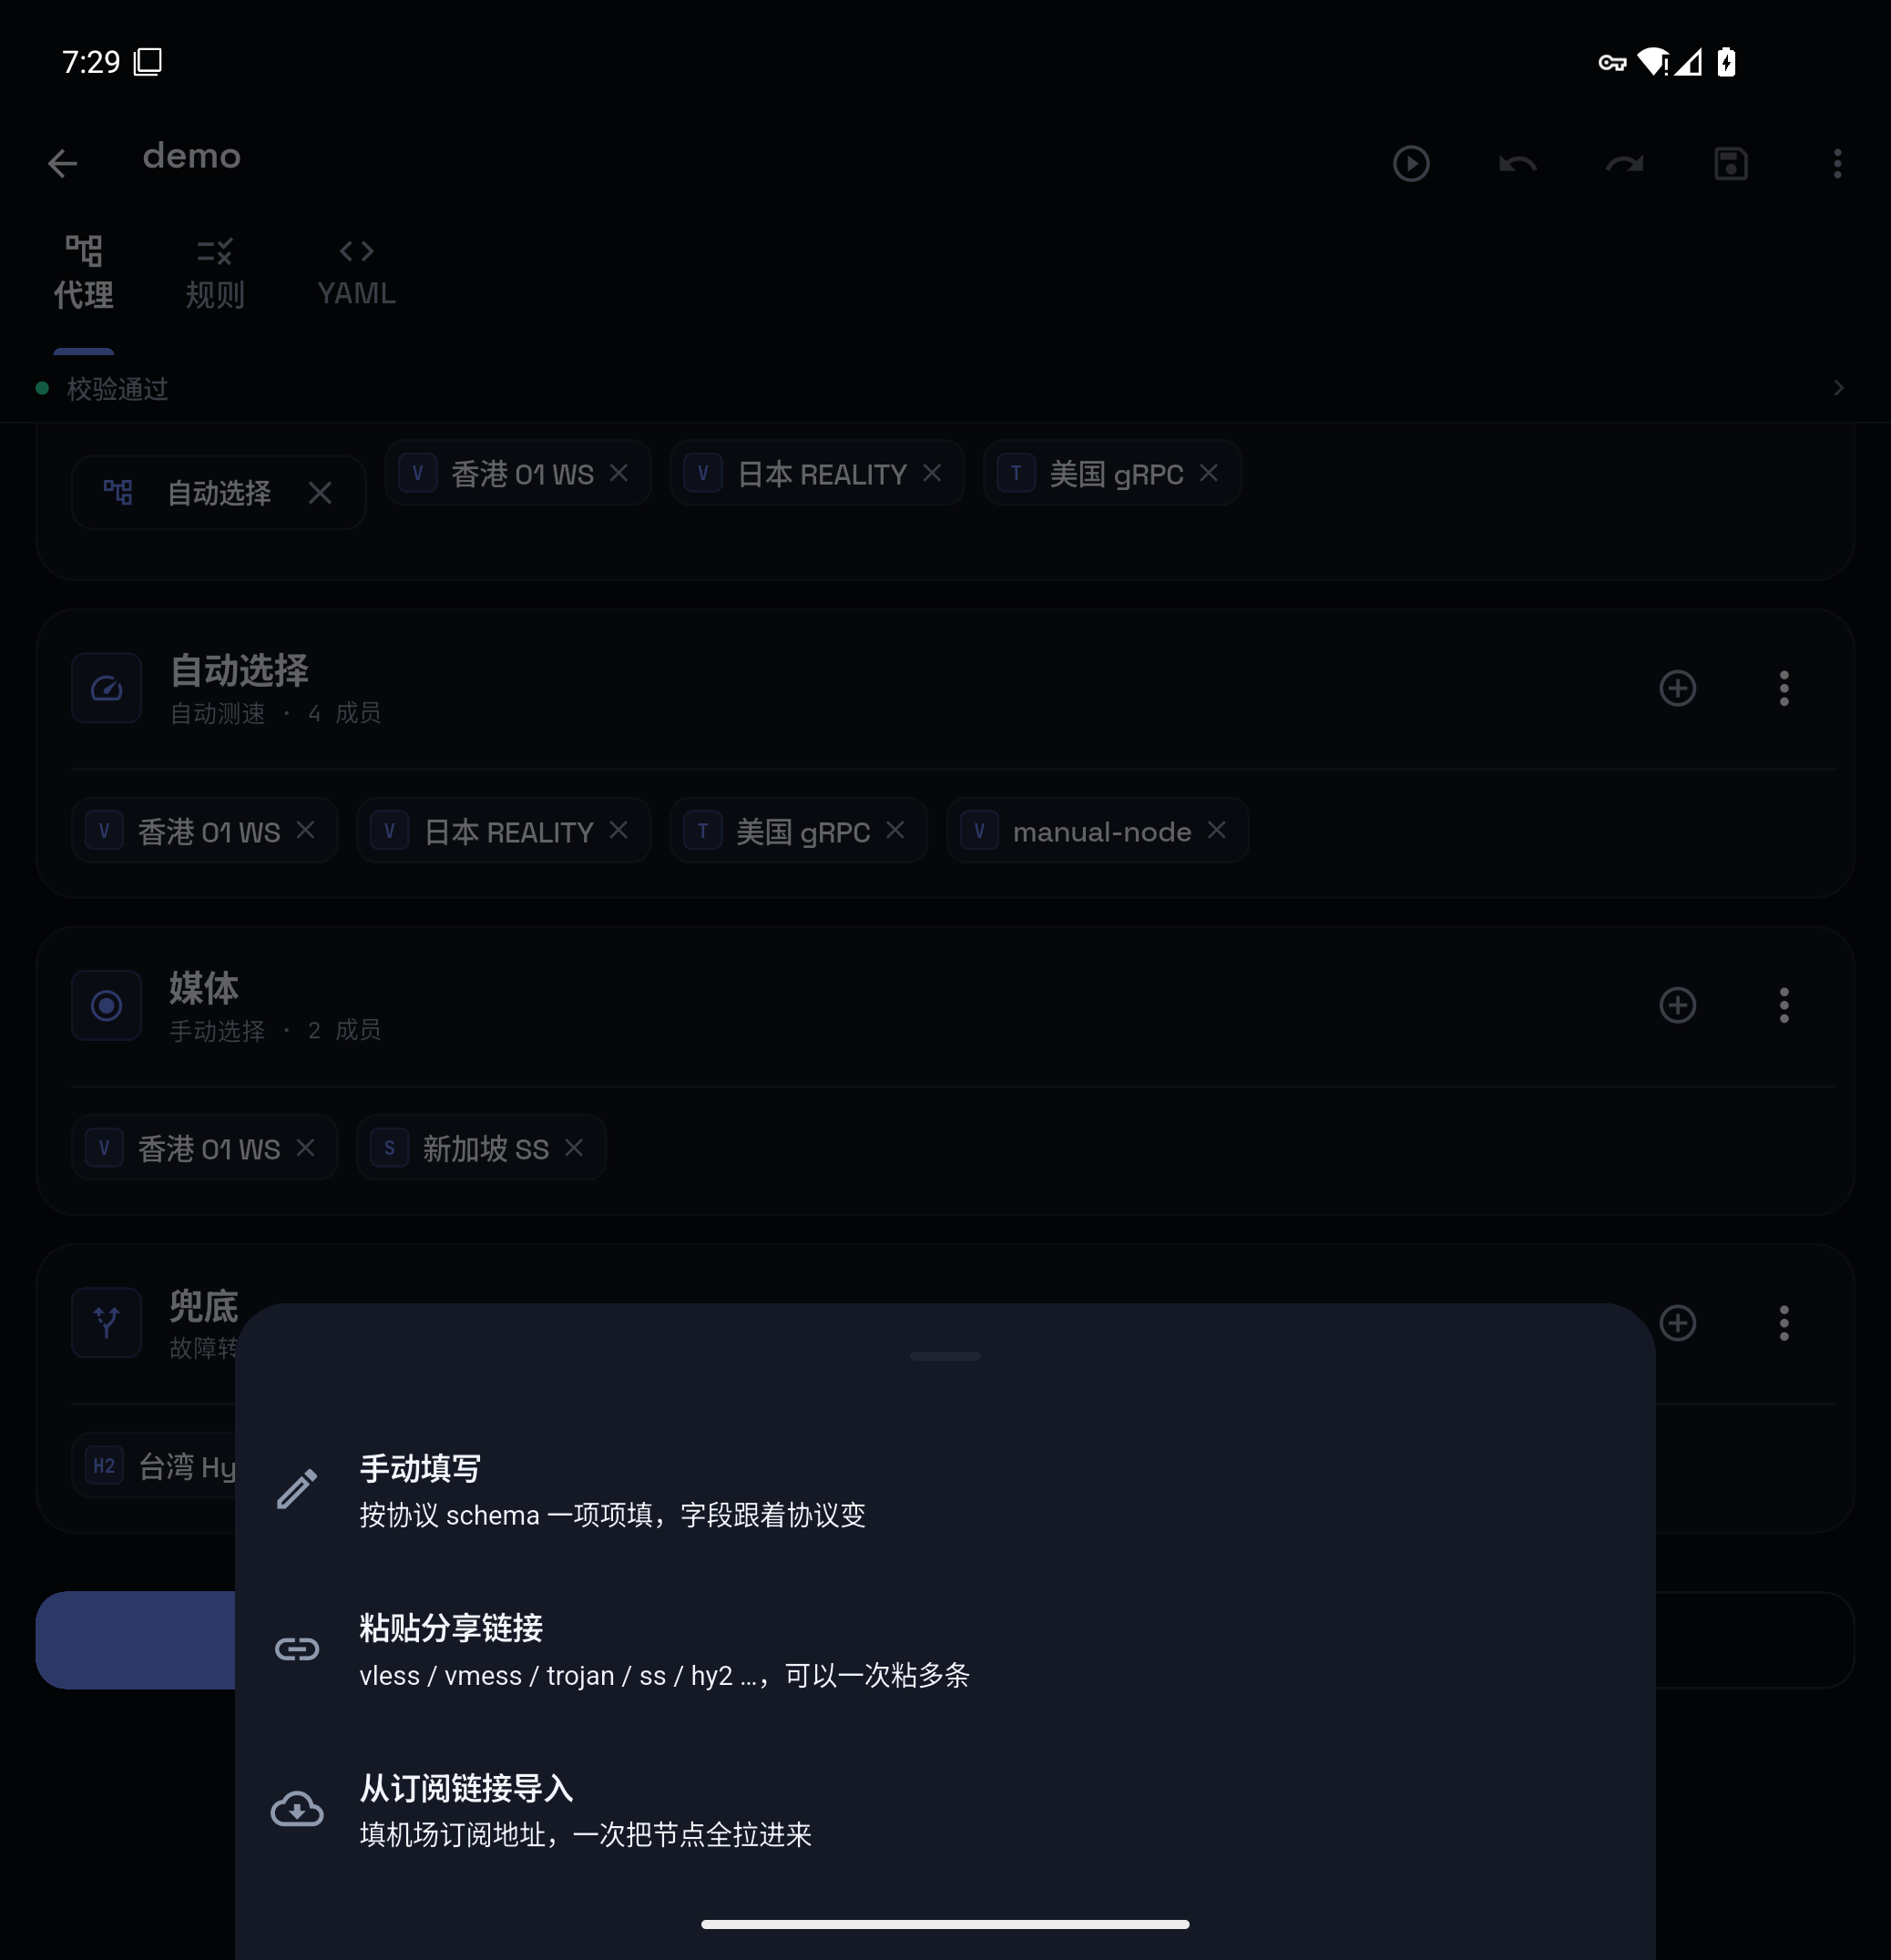 7:29
demo
代理
规则
YAML
校验通过
自动选择
V 香港 01 WS
V 日本 REALITY
T 美国 gRPC
自动选择
自动测速 · 4 成员
V 香港 01 WS
V 日本 REALITY
T 美国 gRPC
V manual-node
媒体
手动选择 · 2 成员
V 香港 01 WS
S 新加坡 SS
兜底
故障转
H2 台湾 Hy
手动填写
按协议 schema 一项项填，字段跟着协议变
粘贴分享链接
vless / vmess / trojan / ss / hy2 …，可以一次粘多条
从订阅链接导入
填机场订阅地址，一次把节点全拉进来